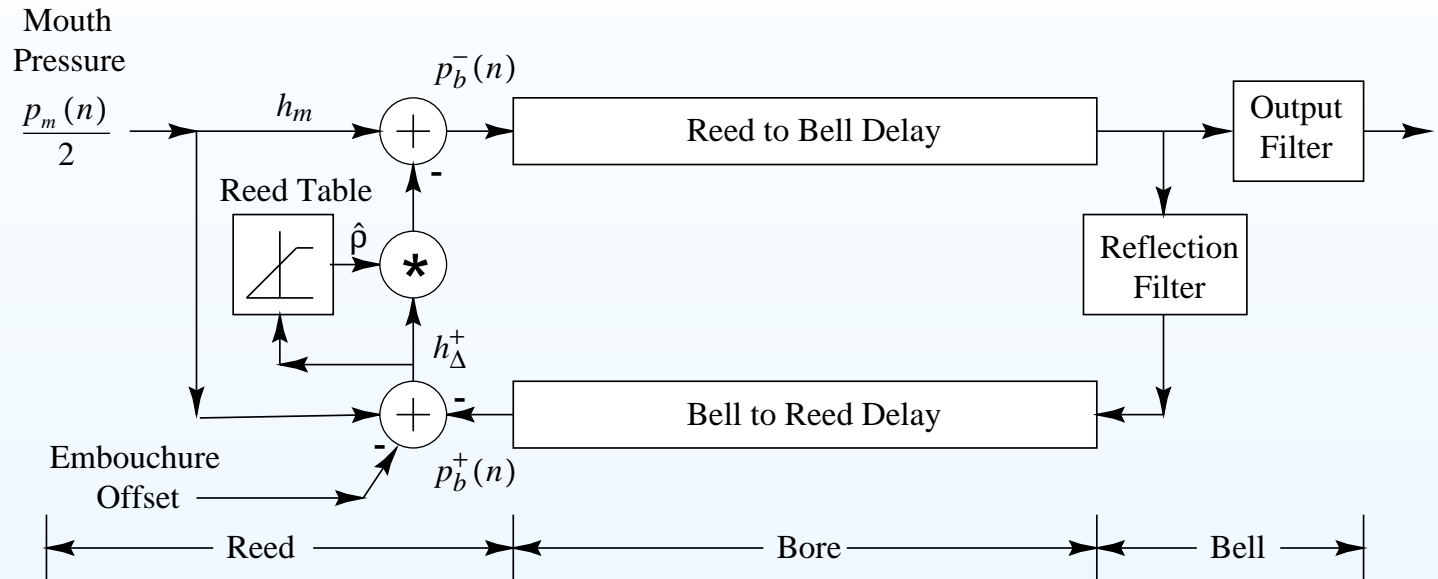 Mouth
Pressure
p_m(n)
2
h_m
+
-
p_b^-(n)
Reed to Bell Delay
Output
Filter
Reed Table
ρ̂
*
Reflection
Filter
h_Δ^+
+
-
-
Bell to Reed Delay
p_b^+(n)
Embouchure
Offset
Reed
Bore
Bell